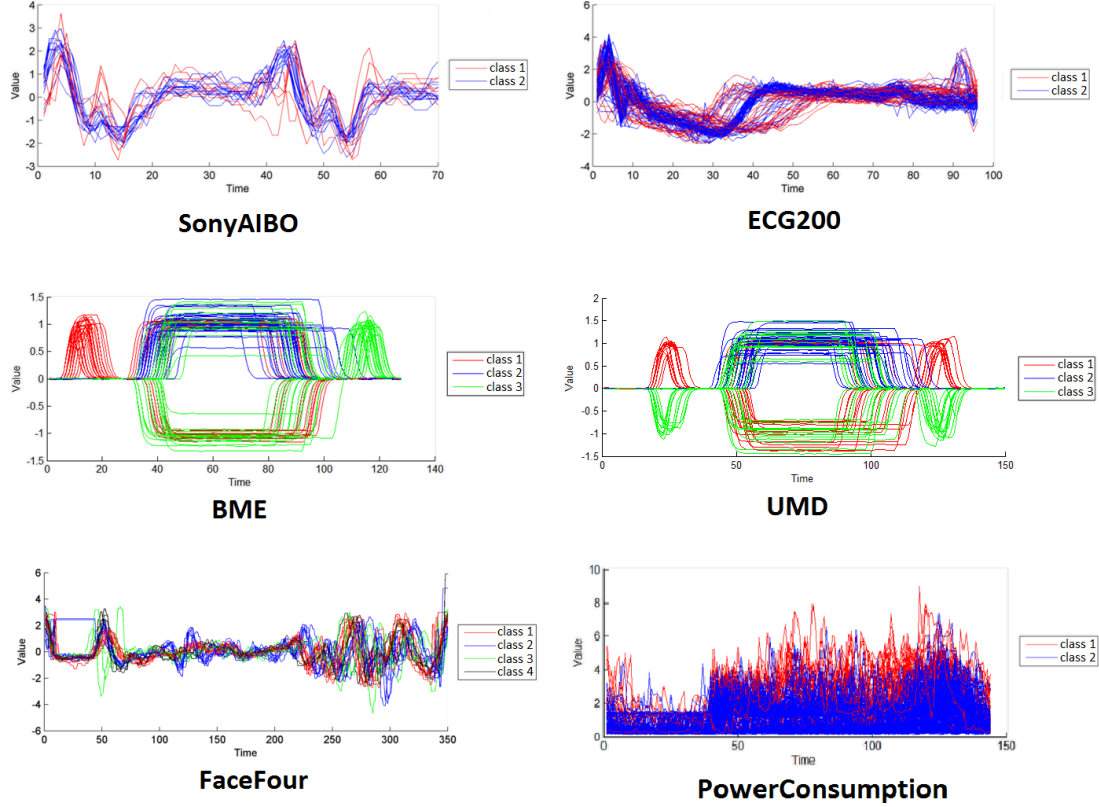 4
3
2
1
0
-1
-2
-3
Value
0 10 20 30 40 50 60 70
Time
class 1
class 2
SonyAIBO
6
4
2
0
-2
-4
Value
0 10 20 30 40 50 60 70 80 90 100
Time
class 1
class 2
ECG200
1.5
1
0.5
0
-0.5
-1
-1.5
Value
0 20 40 60 80 100 120 140
Time
class 1
class 2
class 3
BME
2
1.5
1
0.5
0
-0.5
-1
-1.5
Value
0 50 100 150
Time
class 1
class 2
class 3
UMD
6
4
2
0
-2
-4
-6
Value
0 50 100 150 200 250 300 350
Time
class 1
class 2
class 3
class 4
FaceFour
10
8
6
4
2
0
Value
0 50 100 150
Time
class 1
class 2
PowerConsumption